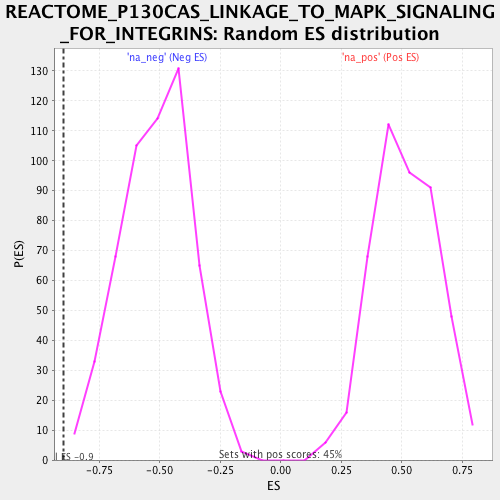 REACTOME_P130CAS_LINKAGE_TO_MAPK_SIGNALING
_FOR_INTEGRINS: Random ES distribution
'na_neg' (Neg ES)
'na_pos' (Pos ES)
130
120
110
100
90
80
70
60
50
40
30
20
10
0
P(ES)
ES -0.9
Sets with pos scores: 45%
-0.75 -0.50 -0.25 0.00 0.25 0.50 0.75
ES